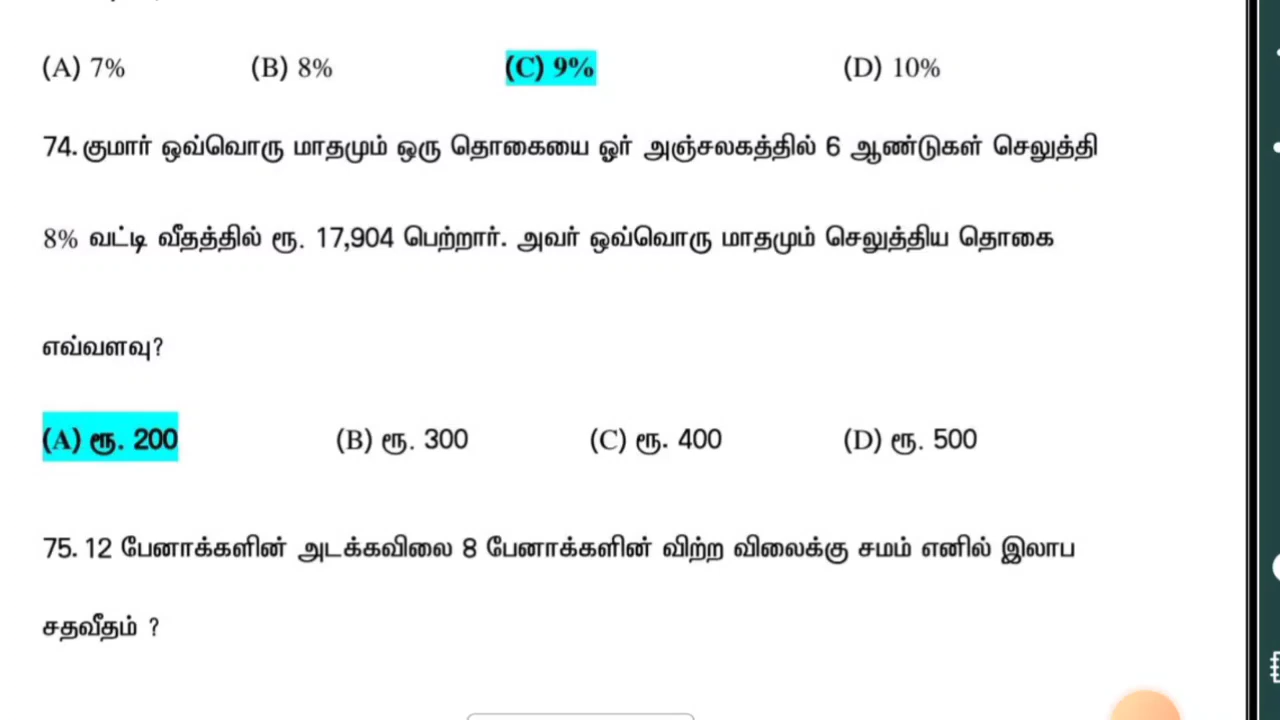 (A) 7% (B) 8% (C) 9% (D) 10%
74. குமார் ஒவ்வொரு மாதமும் ஒரு தொகையை ஓர் அஞ்சலகத்தில் 6 ஆண்டுகள் செலுத்தி
8% வட்டி வீதத்தில் ரூ. 17,904 பெற்றார். அவர் ஒவ்வொரு மாதமும் செலுத்திய தொகை
எவ்வளவு?
(A) ரூ. 200 (B) ரூ. 300 (C) ரூ. 400 (D) ரூ. 500
75. 12 பேனாக்களின் அடக்கவிலை 8 பேனாக்களின் விற்ற விலைக்கு சமம் எனில் இலாப
சதவீதம் ?